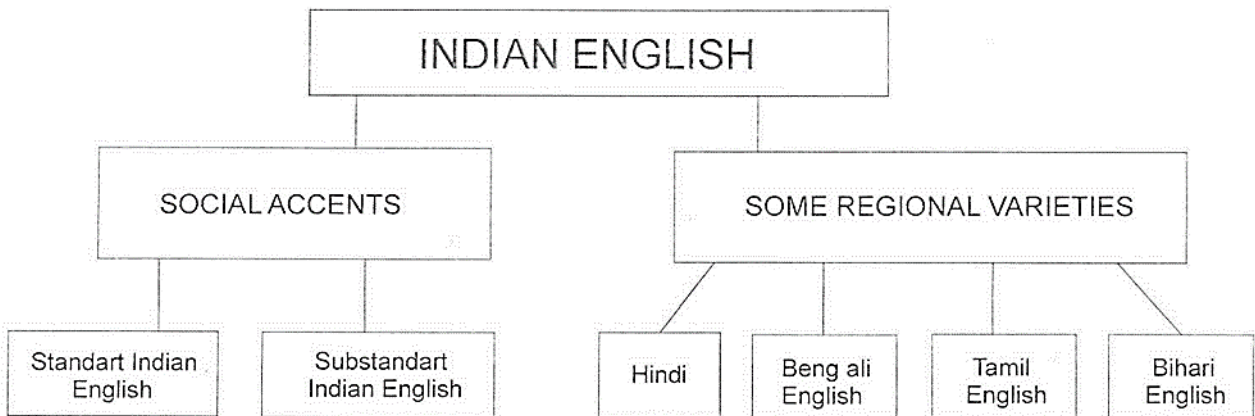 INDIAN ENGLISH
SOCIAL ACCENTS
SOME REGIONAL VARIETIES
Standart Indian
English
Substandart
Indian English
Hindi
Beng ali
English
Tamil
English
Bihari
English